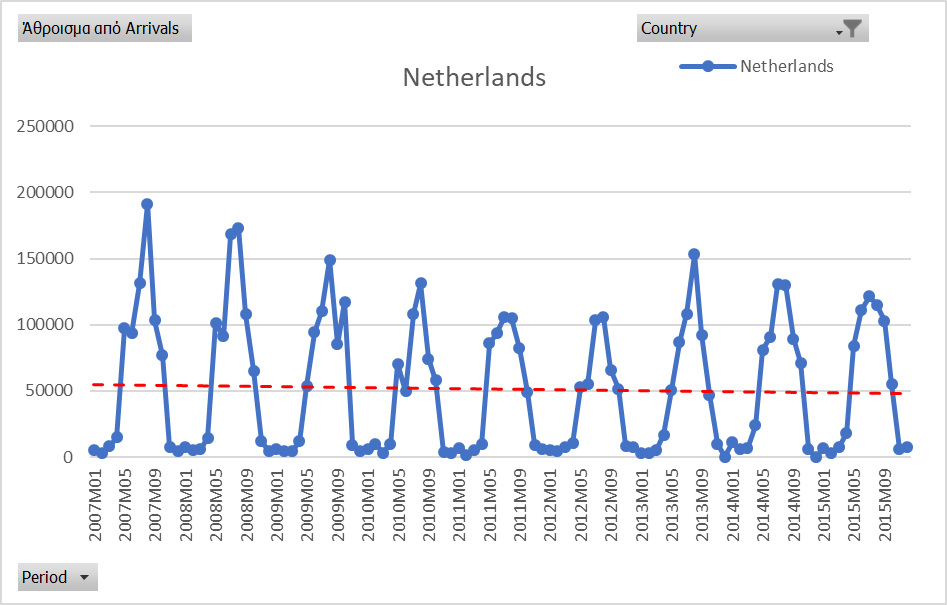 Άθροισμα από Arrivals
Country
Netherlands
Netherlands
250000
200000
150000
100000
50000
0
2007M01
2007M05
2007M09
2008M01
2008M05
2008M09
2009M01
2009M05
2009M09
2010M01
2010M05
2010M09
2011M01
2011M05
2011M09
2012M01
2012M05
2012M09
2013M01
2013M05
2013M09
2014M01
2014M05
2014M09
2015M01
2015M05
2015M09
Period